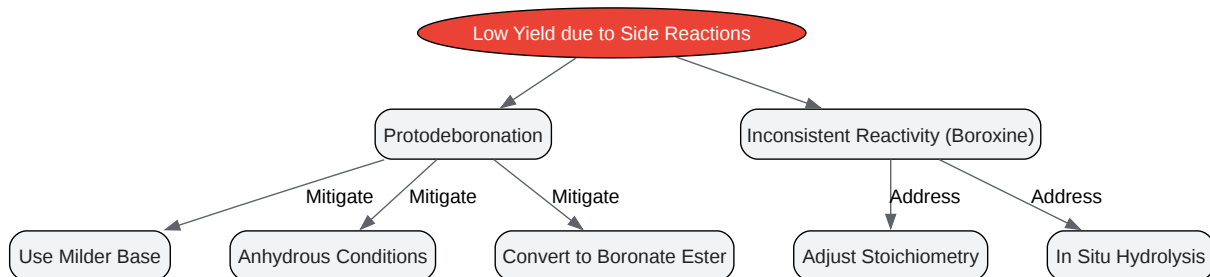 Low Yield due to Side Reactions
Protodeboronation
Inconsistent Reactivity (Boroxine)
Mitigate
Mitigate
Mitigate
Address
Address
Use Milder Base
Anhydrous Conditions
Convert to Boronate Ester
Adjust Stoichiometry
In Situ Hydrolysis